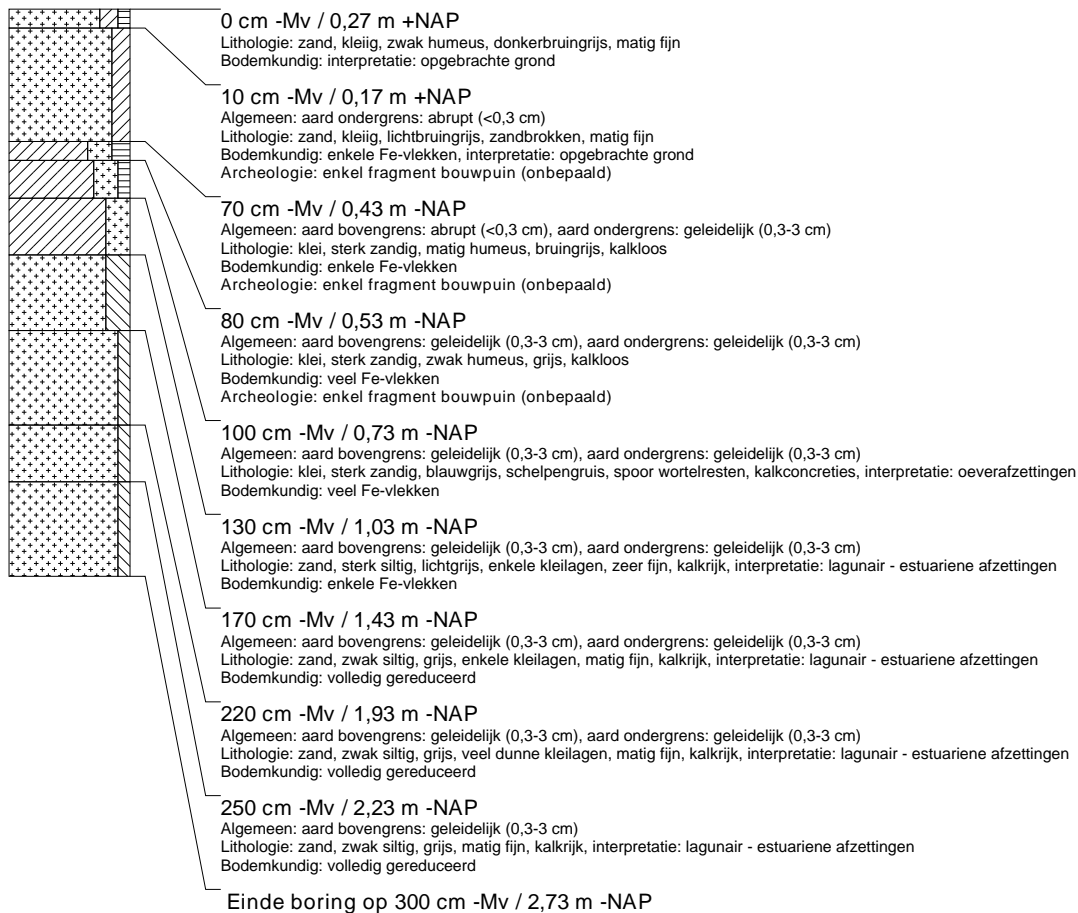 0 cm -Mv / 0,27 m +NAP
Lithologie: zand, kleiig, zwak humeus, donkerbruingrijs, matig fijn
Bodemkundig: interpretatie: opgebrachte grond
10 cm -Mv / 0,17 m +NAP
Algemeen: aard ondergrens: abrupt (<0,3 cm)
Lithologie: zand, kleiig, lichtbruingrijs, zandbrokken, matig fijn
Bodemkundig: enkele Fe-vlekken, interpretatie: opgebrachte grond
Archeologie: enkel fragment bouwpuin (onbepaald)
70 cm -Mv / 0,43 m -NAP
Algemeen: aard bovengrens: abrupt (<0,3 cm), aard ondergrens: geleidelijk (0,3-3 cm)
Lithologie: klei, sterk zandig, matig humeus, bruingrijs, kalkloos
Bodemkundig: enkele Fe-vlekken
Archeologie: enkel fragment bouwpuin (onbepaald)
80 cm -Mv / 0,53 m -NAP
Algemeen: aard bovengrens: geleidelijk (0,3-3 cm), aard ondergrens: geleidelijk (0,3-3 cm)
Lithologie: klei, sterk zandig, zwak humeus, grijs, kalkloos
Bodemkundig: veel Fe-vlekken
Archeologie: enkel fragment bouwpuin (onbepaald)
100 cm -Mv / 0,73 m -NAP
Algemeen: aard bovengrens: geleidelijk (0,3-3 cm), aard ondergrens: geleidelijk (0,3-3 cm)
Lithologie: klei, sterk zandig, blauwgrijs, schelpengruis, spoor wortelresten, kalkconcreties, interpretatie: oeverafzettingen
Bodemkundig: veel Fe-vlekken
130 cm -Mv / 1,03 m -NAP
Algemeen: aard bovengrens: geleidelijk (0,3-3 cm), aard ondergrens: geleidelijk (0,3-3 cm)
Lithologie: zand, sterk siltig, lichtgrijs, enkele kleilagen, zeer fijn, kalkrijk, interpretatie: lagunair - estuariene afzettingen
Bodemkundig: enkele Fe-vlekken
170 cm -Mv / 1,43 m -NAP
Algemeen: aard bovengrens: geleidelijk (0,3-3 cm), aard ondergrens: geleidelijk (0,3-3 cm)
Lithologie: zand, zwak siltig, grijs, enkele kleilagen, matig fijn, kalkrijk, interpretatie: lagunair - estuariene afzettingen
Bodemkundig: volledig gereduceerd
220 cm -Mv / 1,93 m -NAP
Algemeen: aard bovengrens: geleidelijk (0,3-3 cm), aard ondergrens: geleidelijk (0,3-3 cm)
Lithologie: zand, zwak siltig, grijs, veel dunne kleilagen, matig fijn, kalkrijk, interpretatie: lagunair - estuariene afzettingen
Bodemkundig: volledig gereduceerd
250 cm -Mv / 2,23 m -NAP
Algemeen: aard bovengrens: geleidelijk (0,3-3 cm)
Lithologie: zand, zwak siltig, grijs, matig fijn, kalkrijk, interpretatie: lagunair - estuariene afzettingen
Bodemkundig: volledig gereduceerd
Einde boring op 300 cm -Mv / 2,73 m -NAP